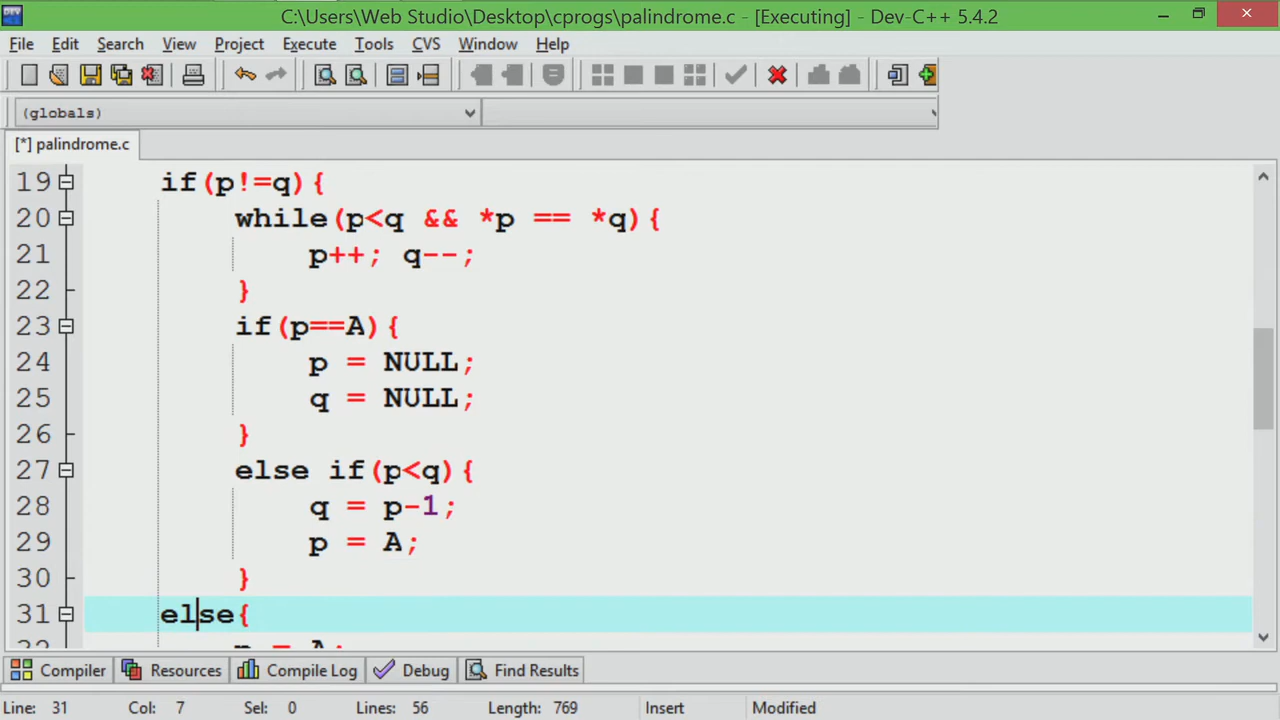 C:\Users\Web Studio\Desktop\cprogs\palindrome.c - [Executing] - Dev-C++ 5.4.2
File Edit Search View Project Execute Tools CVS Window Help
(globals)
[*] palindrome.c
19 if(p!=q){
20 while(p<q && *p == *q){
21 p++; q--;
22 }
23 if(p==A){
24 p = NULL;
25 q = NULL;
26 }
27 else if(p<q){
28 q = p-1;
29 p = A;
30 }
31 else{
32 p = A;
Compiler Resources Compile Log Debug Find Results
Line: 31 Col: 7 Sel: 0 Lines: 56 Length: 769 Insert Modified